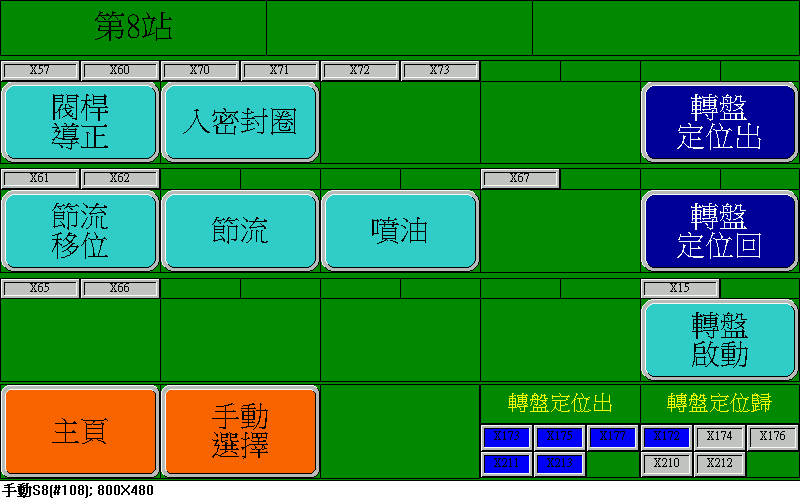 第8站
X57 X60 X70 X71 X72 X73
閥桿
導正
入密封圈
轉盤
定位出
X61 X62 X67
節流
移位
節流
噴油
轉盤
定位回
X65 X66 X15
轉盤
啟動
主頁
手動
選擇
轉盤定位出
轉盤定位歸
X173 X175 X177 X172 X174 X176
X211 X213 X210 X212
手動S8(#108); 800X480